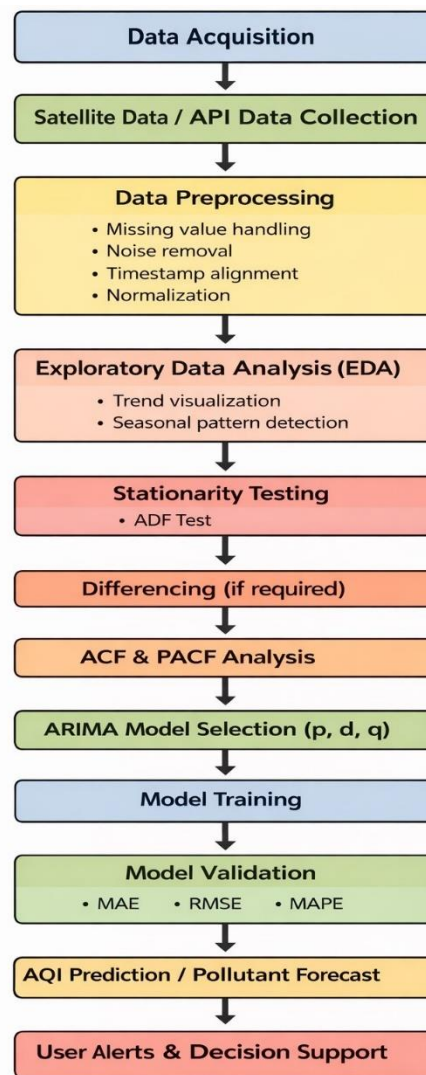 Data Acquisition
Satellite Data / API Data Collection
Data Preprocessing
• Missing value handling
• Noise removal
• Timestamp alignment
• Normalization
Exploratory Data Analysis (EDA)
• Trend visualization
• Seasonal pattern detection
Stationarity Testing
• ADF Test
Differencing (if required)
ACF & PACF Analysis
ARIMA Model Selection (p, d, q)
Model Training
Model Validation
• MAE • RMSE • MAPE
AQI Prediction / Pollutant Forecast
User Alerts & Decision Support